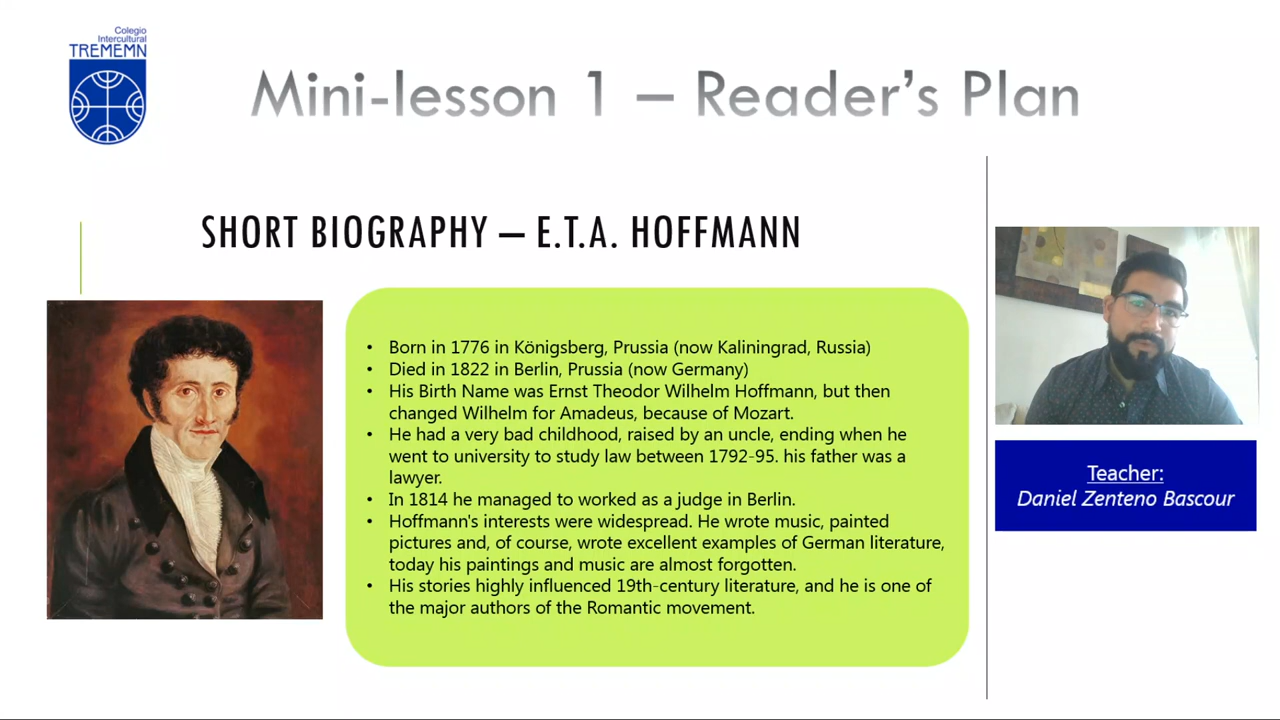 Colegio
Intercultural
TREMEMN
Mini-lesson 1 – Reader's Plan
SHORT BIOGRAPHY – E.T.A. HOFFMANN
• Born in 1776 in Königsberg, Prussia (now Kaliningrad, Russia)
• Died in 1822 in Berlin, Prussia (now Germany)
• His Birth Name was Ernst Theodor Wilhelm Hoffmann, but then
changed Wilhelm for Amadeus, because of Mozart.
• He had a very bad childhood, raised by an uncle, ending when he
went to university to study law between 1792-95. his father was a
lawyer.
• In 1814 he managed to worked as a judge in Berlin.
• Hoffmann's interests were widespread. He wrote music, painted
pictures and, of course, wrote excellent examples of German literature,
today his paintings and music are almost forgotten.
• His stories highly influenced 19th-century literature, and he is one of
the major authors of the Romantic movement.
Teacher:
Daniel Zenteno Bascour